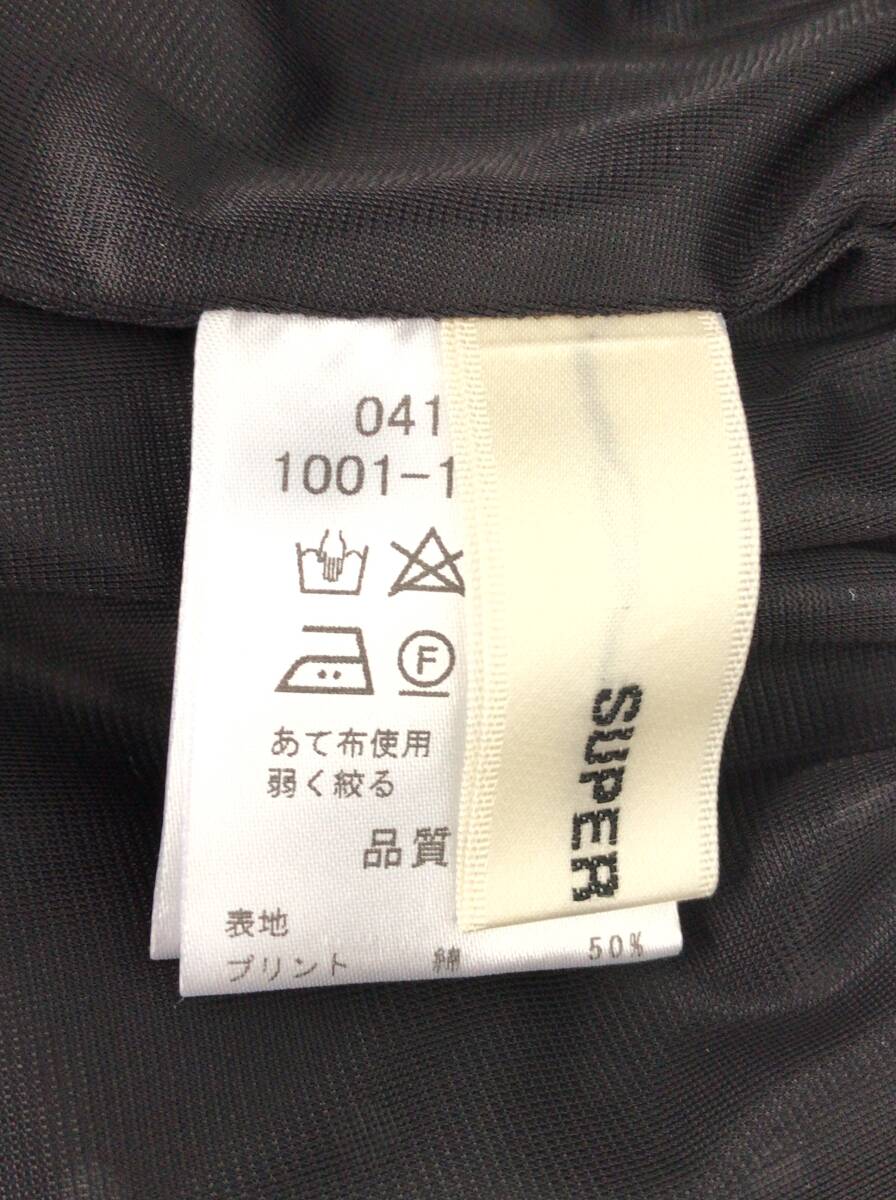 041
1001-1
F
あて布使用
弱く絞る
品質
表地
プリント 綿 50%
SUPER